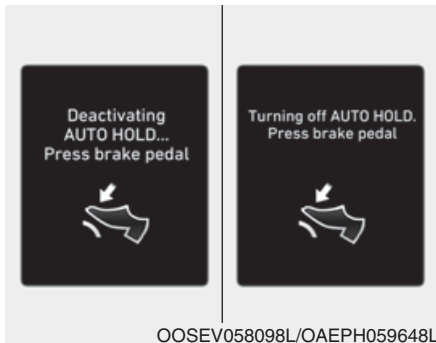 Deactivating
AUTO HOLD...
Press brake pedal
Turning off AUTO HOLD.
Press brake pedal
OOSEV058098L/OAEPH059648L